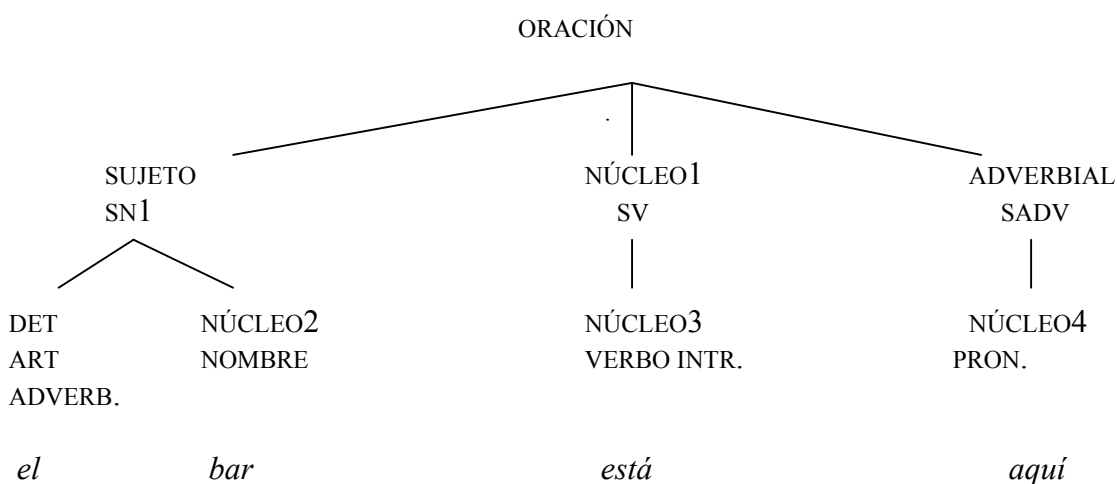 ORACIÓN
SUJETO NÚCLEO1 ADVERBIAL
SN1 SV SADV
DET NÚCLEO2 NÚCLEO3 NÚCLEO4
ART NOMBRE VERBO INTR. PRON.
ADVERB.
el bar está aquí